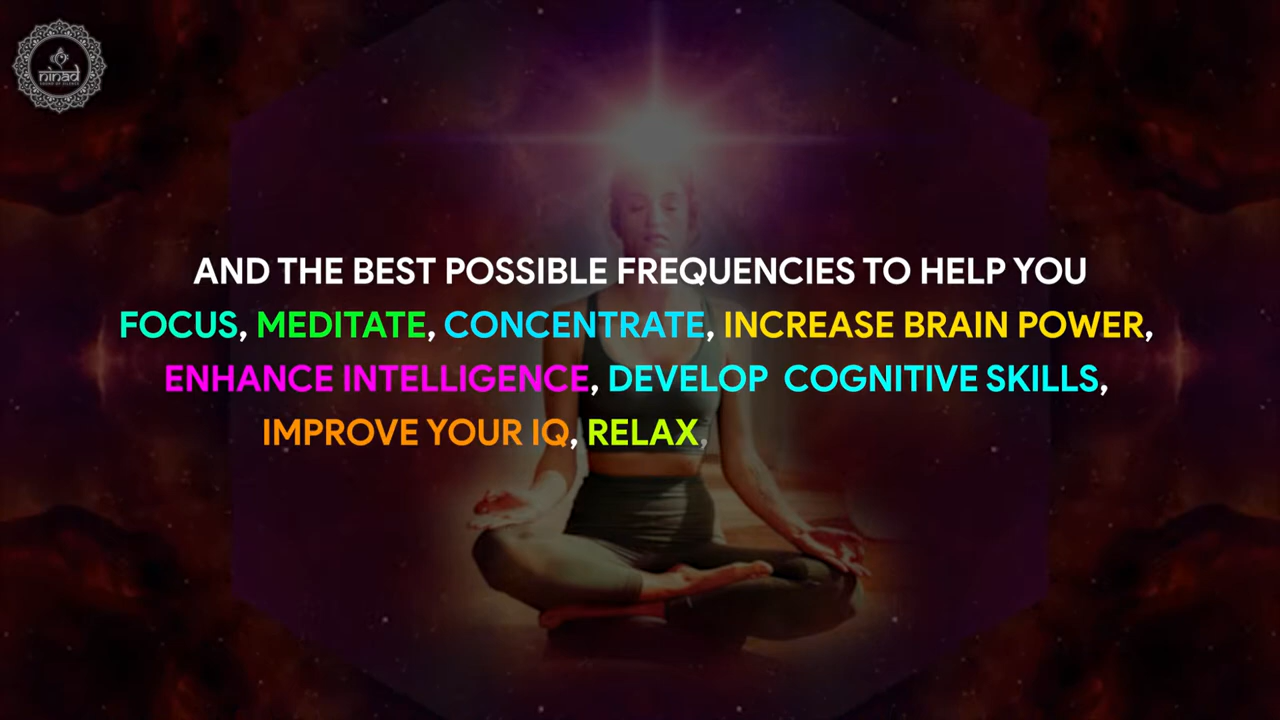 ninad
AND THE BEST POSSIBLE FREQUENCIES TO HELP YOU
FOCUS, MEDITATE, CONCENTRATE, INCREASE BRAIN POWER,
ENHANCE INTELLIGENCE, DEVELOP COGNITIVE SKILLS,
IMPROVE YOUR IQ, RELAX,